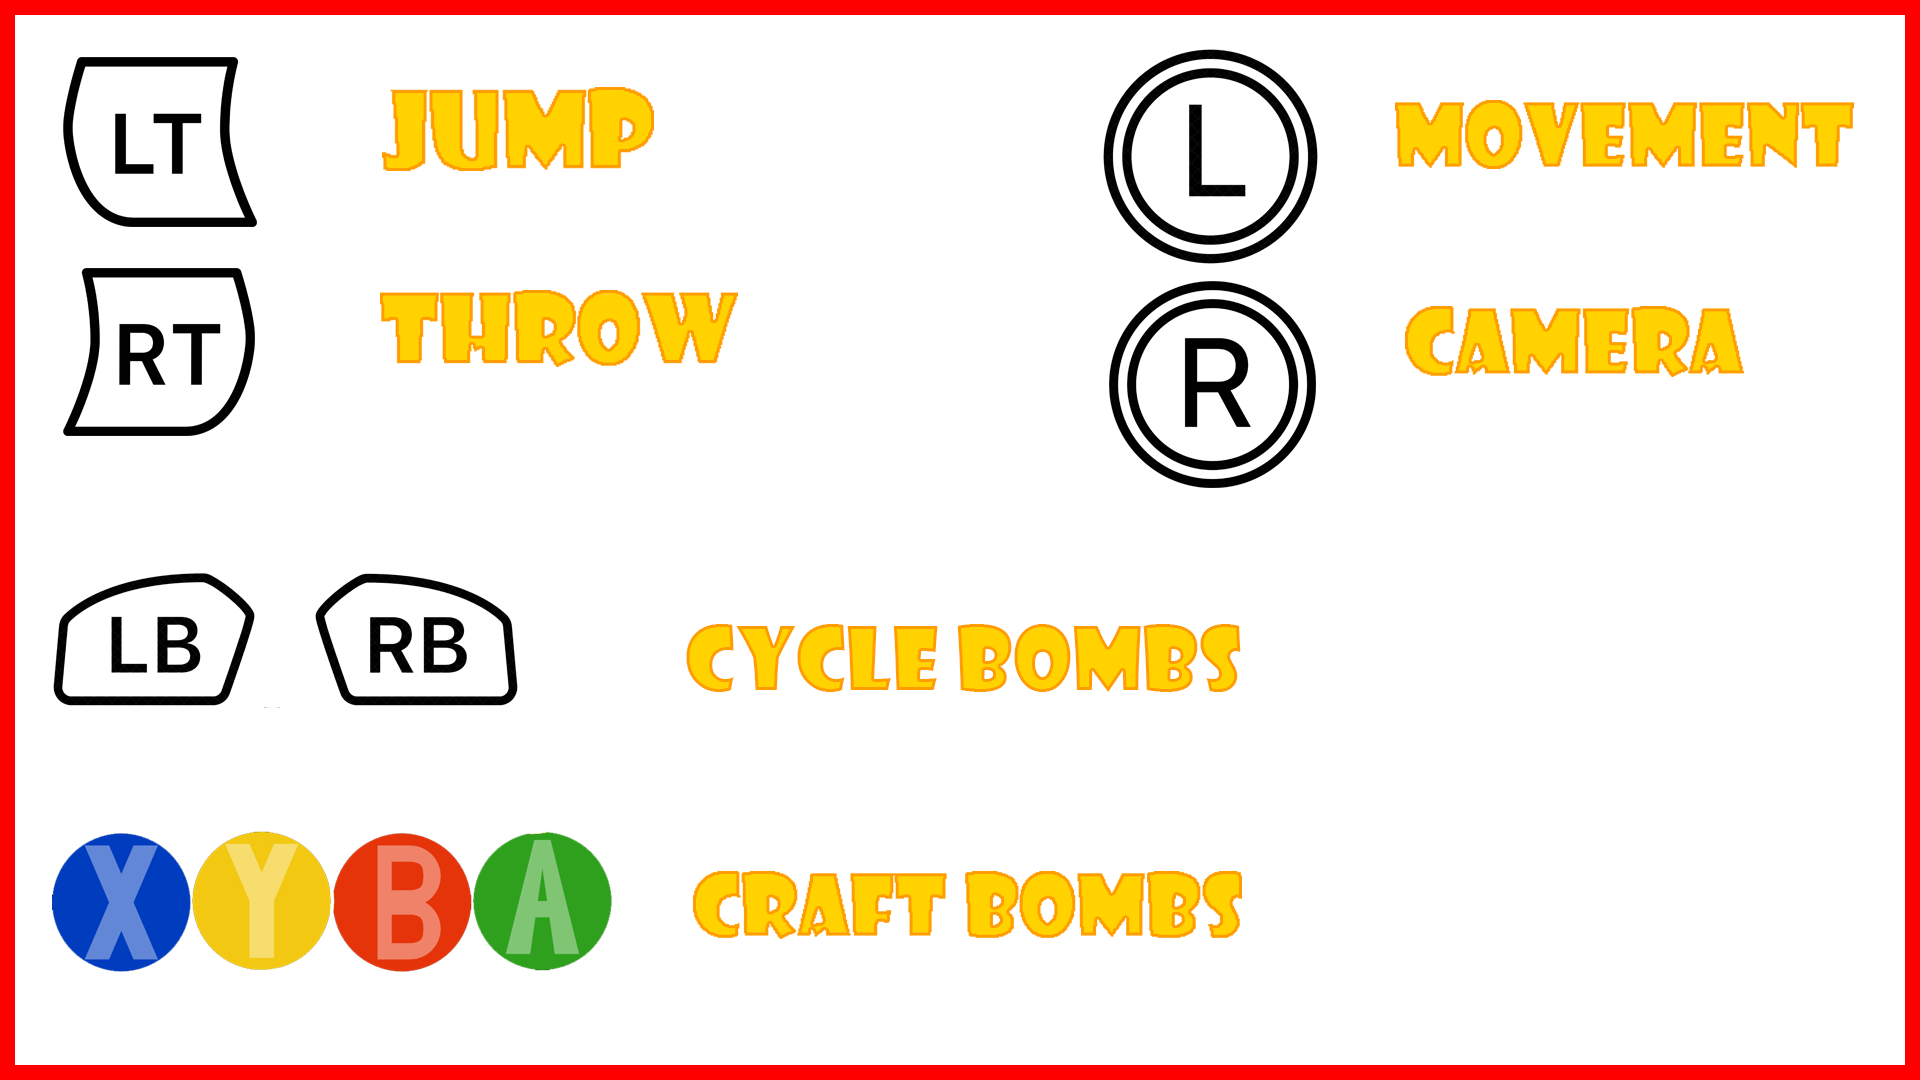 LT JUMP
RT THROW
L MOVEMENT
R CAMERA
LB RB CYCLE BOMBS
X Y B A CRAFT BOMBS